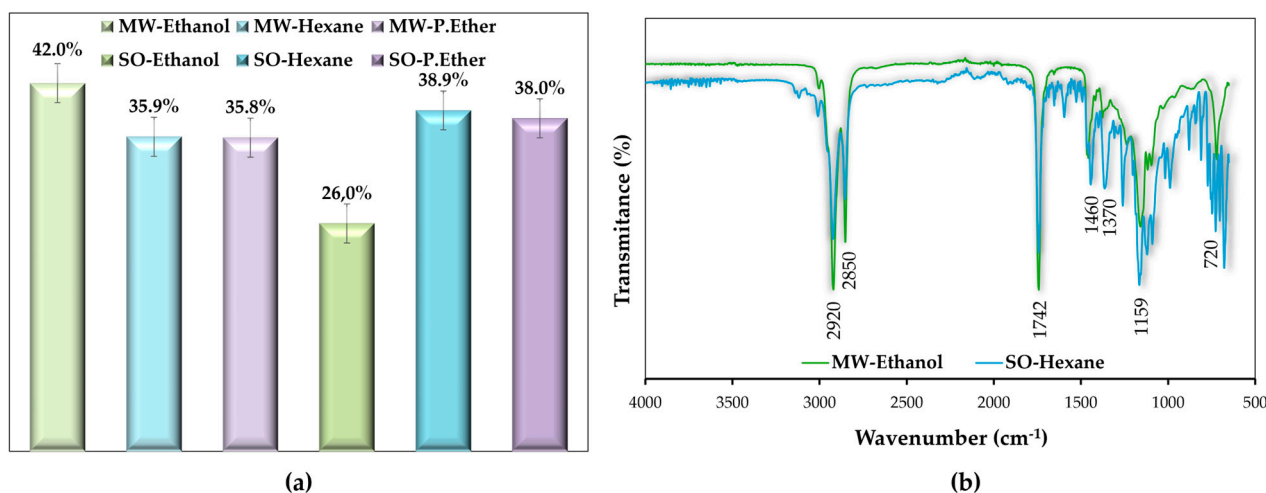 MW-Ethanol MW-Hexane MW-P.Ether
SO-Ethanol SO-Hexane SO-P.Ether
42.0%
35.9%
35.8%
26,0%
38.9%
38.0%
(a)
Transmitance (%)
2920
2850
1742
1460
1370
1159
720
MW-Ethanol SO-Hexane
4000 3500 3000 2500 2000 1500 1000 500
Wavenumber (cm-1)
(b)